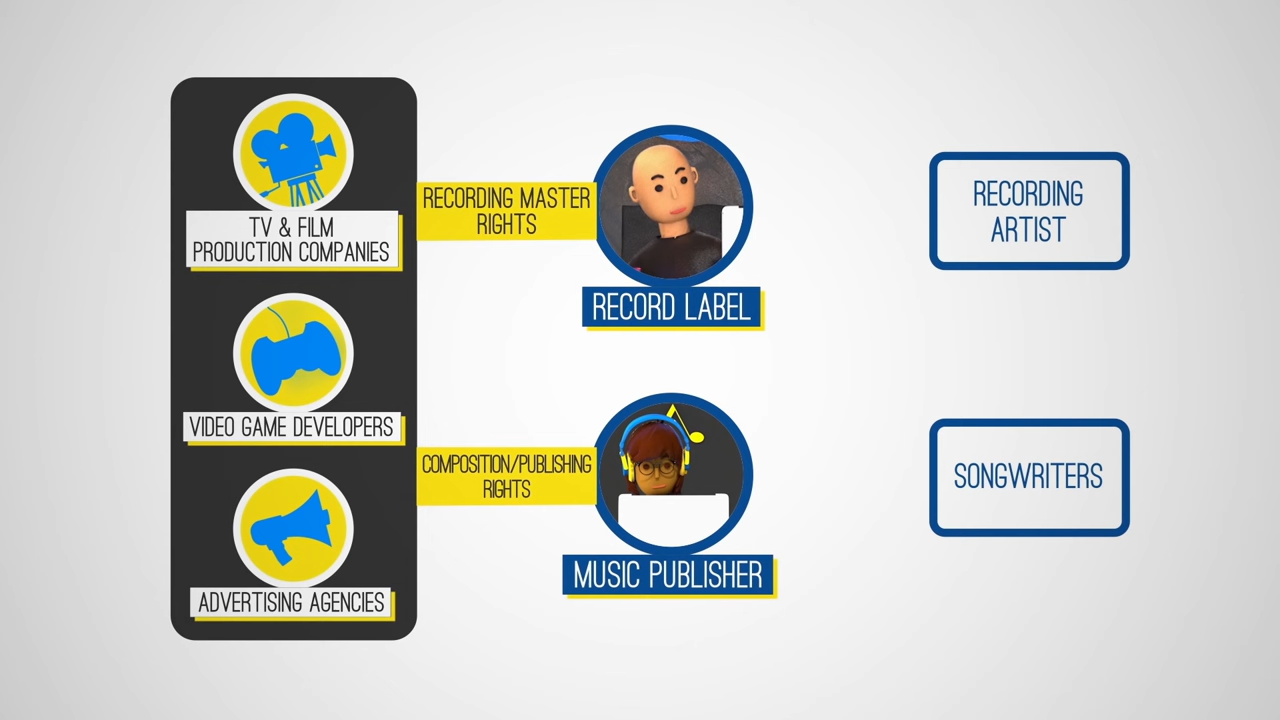 TV & FILM
PRODUCTION COMPANIES
VIDEO GAME DEVELOPERS
ADVERTISING AGENCIES
RECORDING MASTER
RIGHTS
COMPOSITION/PUBLISHING
RIGHTS
RECORD LABEL
MUSIC PUBLISHER
RECORDING
ARTIST
SONGWRITERS